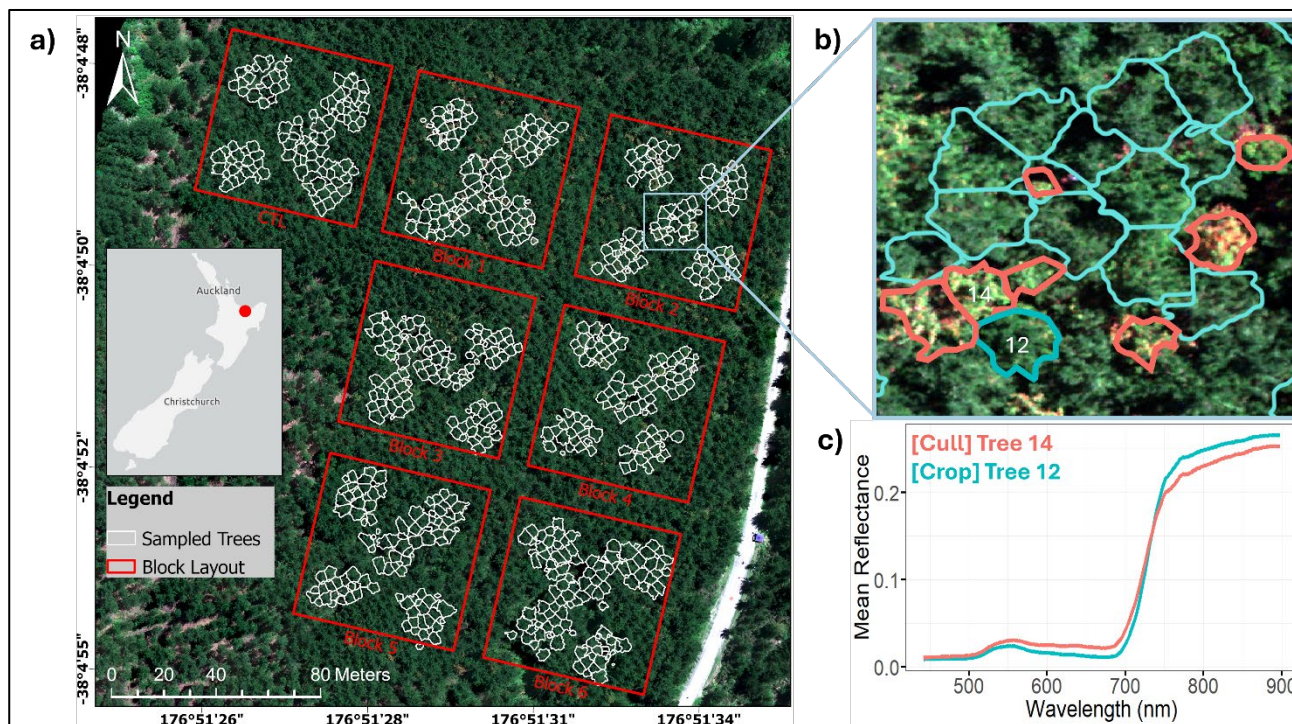 a)
N
-38°4'48"
-38°4'50"
-38°4'52"
-38°4'55"
CTL
Block 1
Block 2
Block 3
Block 4
Block 5
Block 6
Auckland
Christchurch
Legend
Sampled Trees
Block Layout
0 20 40 80 Meters
176°51'26" 176°51'28" 176°51'31" 176°51'34"
b)
14
12
c)
[Cull] Tree 14
[Crop] Tree 12
Mean Reflectance
0.2
0.1
0.0
500 600 700 800 900
Wavelength (nm)